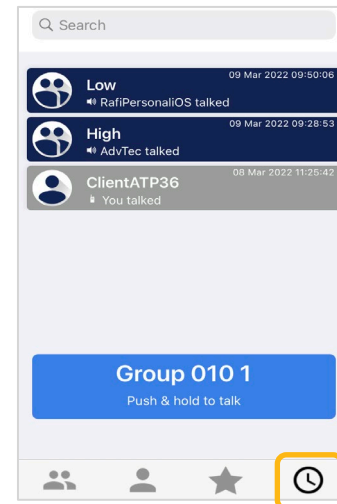 Search
09 Mar 2022 09:50:06
Low
RafiPersonaliOS talked
09 Mar 2022 09:28:53
High
AdvTec talked
08 Mar 2022 11:25:42
ClientATP36
You talked
Group 010 1
Push & hold to talk